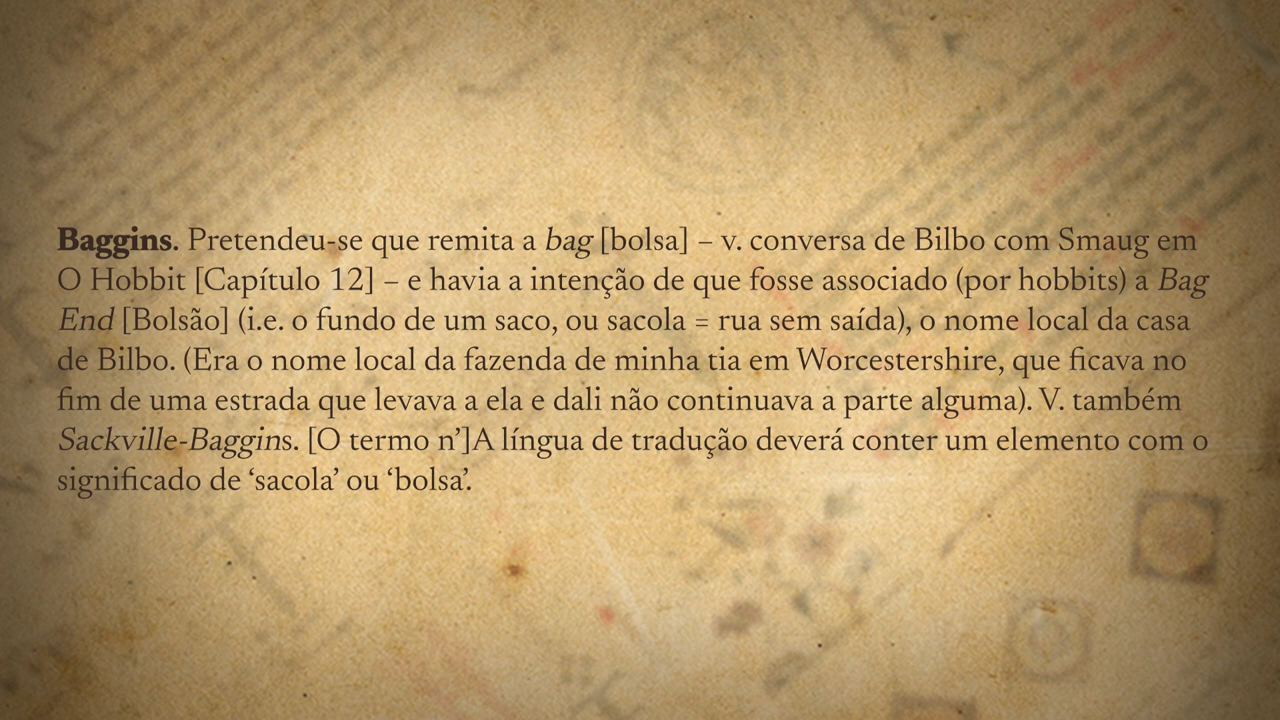 Baggins. Pretendeu-se que remita a bag [bolsa] – v. conversa de Bilbo com Smaug em
O Hobbit [Capítulo 12] – e havia a intenção de que fosse associado (por hobbits) a Bag
End [Bolsão] (i.e. o fundo de um saco, ou sacola = rua sem saída), o nome local da casa
de Bilbo. (Era o nome local da fazenda de minha tia em Worcestershire, que ficava no
fim de uma estrada que levava a ela e dali não continuava a parte alguma). V. também
Sackville-Baggins. [O termo n’]A língua de tradução deverá conter um elemento com o
significado de ‘sacola’ ou ‘bolsa’.